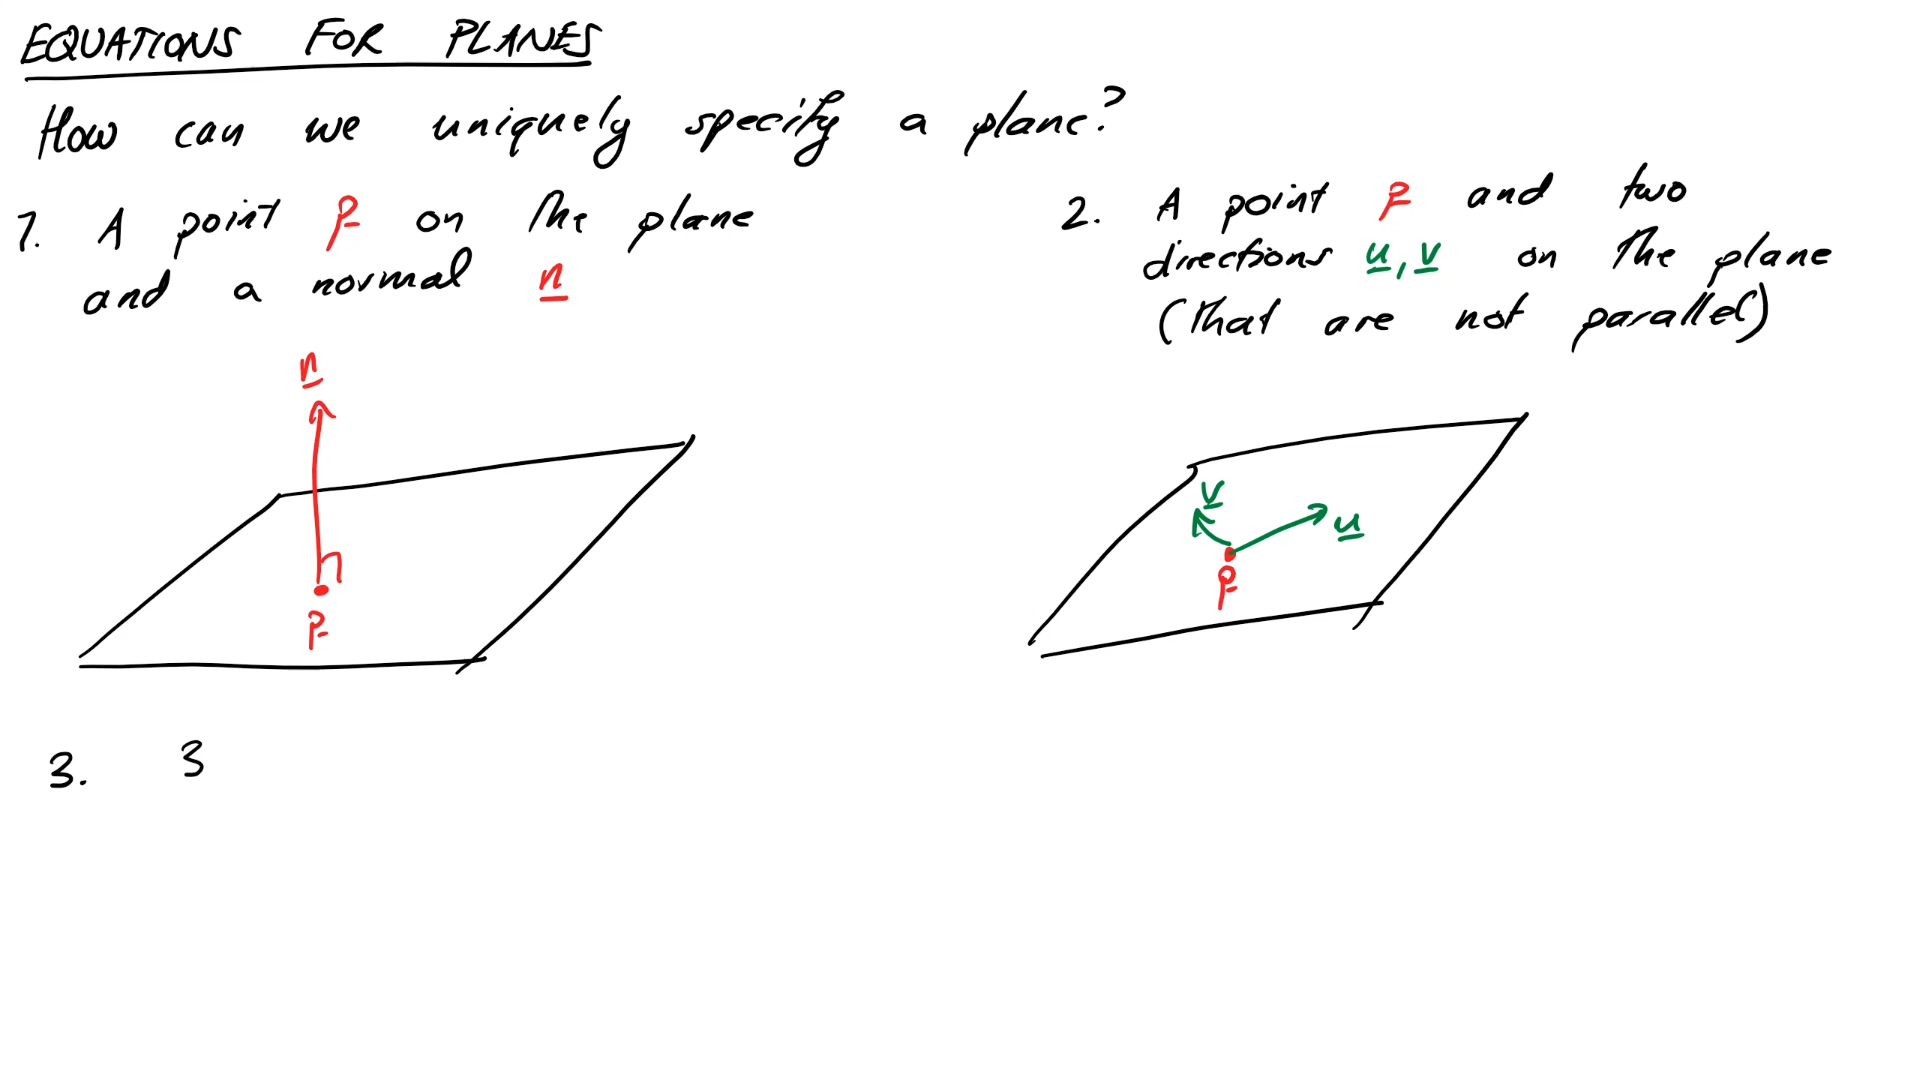 EQUATIONS FOR PLANES
How can we uniquely specify a plane?
1. A point p on the plane
and a normal n
2. A point p and two
directions u, v on the plane
(that are not parallel)
n
p
v
u
p
3. 3